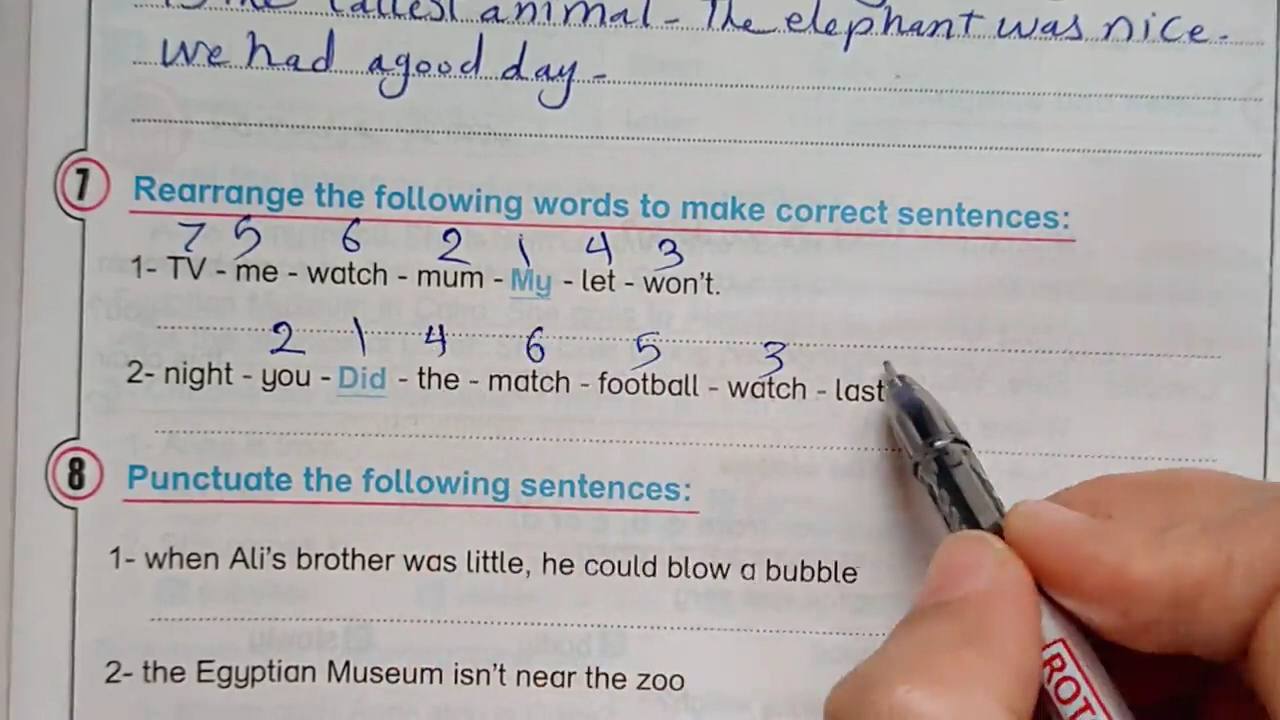 is the tallest animal - The elephant was nice.
we had a good day -
7 Rearrange the following words to make correct sentences:
7 5 6 2 1 4 3
1- TV - me - watch - mum - My - let - won't.
2 1 4 6 5 3
2- night - you - Did - the - match - football - watch - last
8 Punctuate the following sentences:
1- when Ali's brother was little, he could blow a bubble
2- the Egyptian Museum isn't near the zoo
ROT